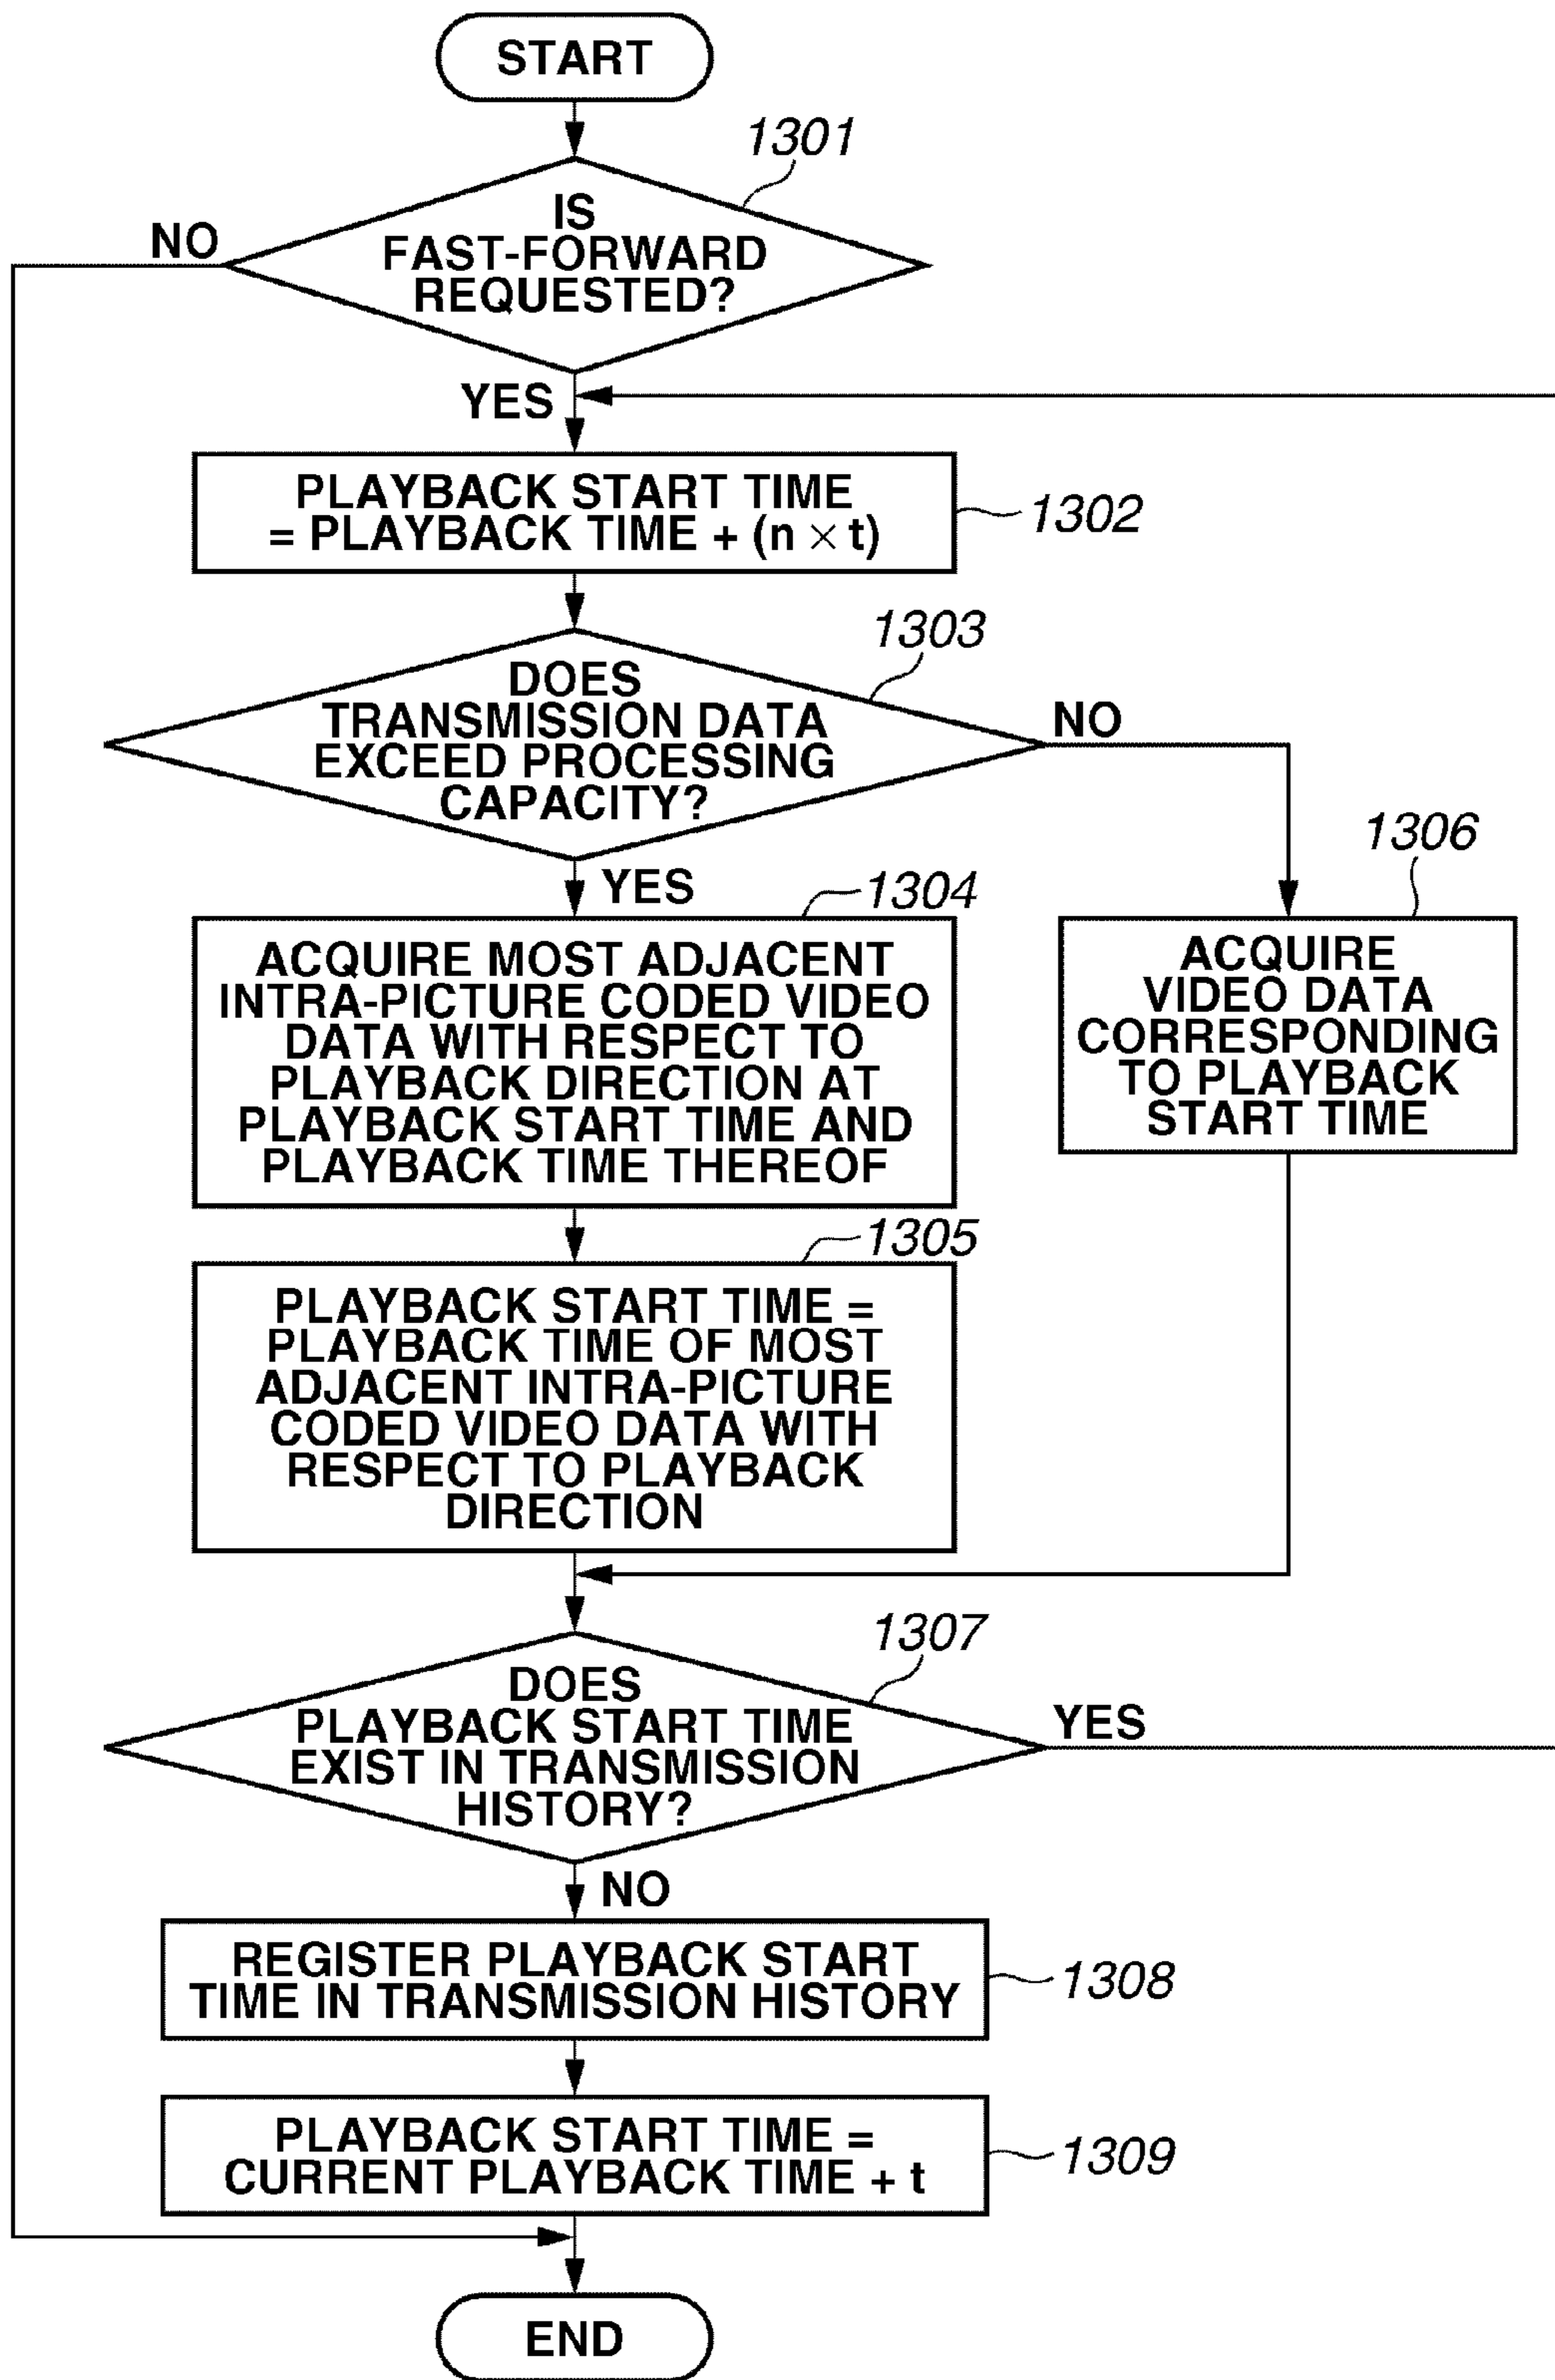 START
1301
IS
FAST-FORWARD
REQUESTED?
NO
YES
PLAYBACK START TIME
= PLAYBACK TIME + (n × t)
1302
1303
DOES
TRANSMISSION DATA
EXCEED PROCESSING
CAPACITY?
NO
YES
1304
ACQUIRE MOST ADJACENT
INTRA-PICTURE CODED VIDEO
DATA WITH RESPECT TO
PLAYBACK DIRECTION AT
PLAYBACK START TIME AND
PLAYBACK TIME THEREOF
1306
ACQUIRE
VIDEO DATA
CORRESPONDING
TO PLAYBACK
START TIME
1305
PLAYBACK START TIME =
PLAYBACK TIME OF MOST
ADJACENT INTRA-PICTURE
CODED VIDEO DATA WITH
RESPECT TO PLAYBACK
DIRECTION
1307
DOES
PLAYBACK START TIME
EXIST IN TRANSMISSION
HISTORY?
YES
NO
REGISTER PLAYBACK START
TIME IN TRANSMISSION HISTORY
1308
PLAYBACK START TIME =
CURRENT PLAYBACK TIME + t
1309
END